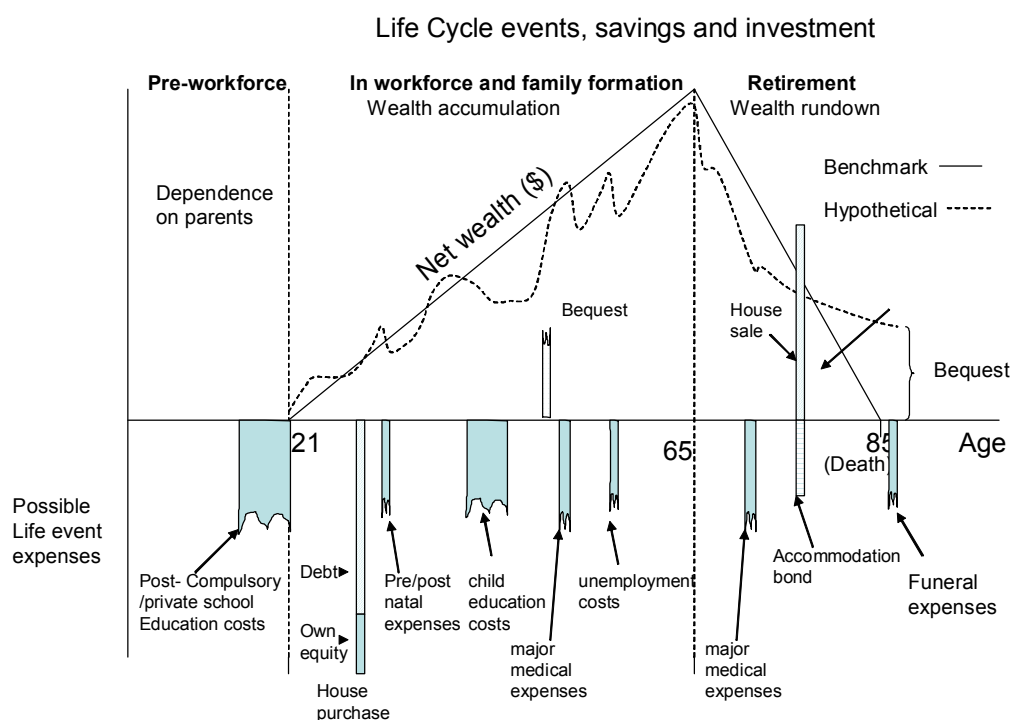 Life Cycle events, savings and investment
Pre-workforce
In workforce and family formation
Wealth accumulation
Retirement
Wealth rundown
Benchmark
Hypothetical
Dependence
on parents
Net wealth ($)
Bequest
House
sale
Bequest
21
65
85
(Death)
Age
Possible
Life event
expenses
Post- Compulsory
/private school
Education costs
Debt
Own
equity
House
purchase
Pre/post
natal
expenses
child
education
costs
major
medical
expenses
unemployment
costs
major
medical
expenses
Accommodation
bond
Funeral
expenses